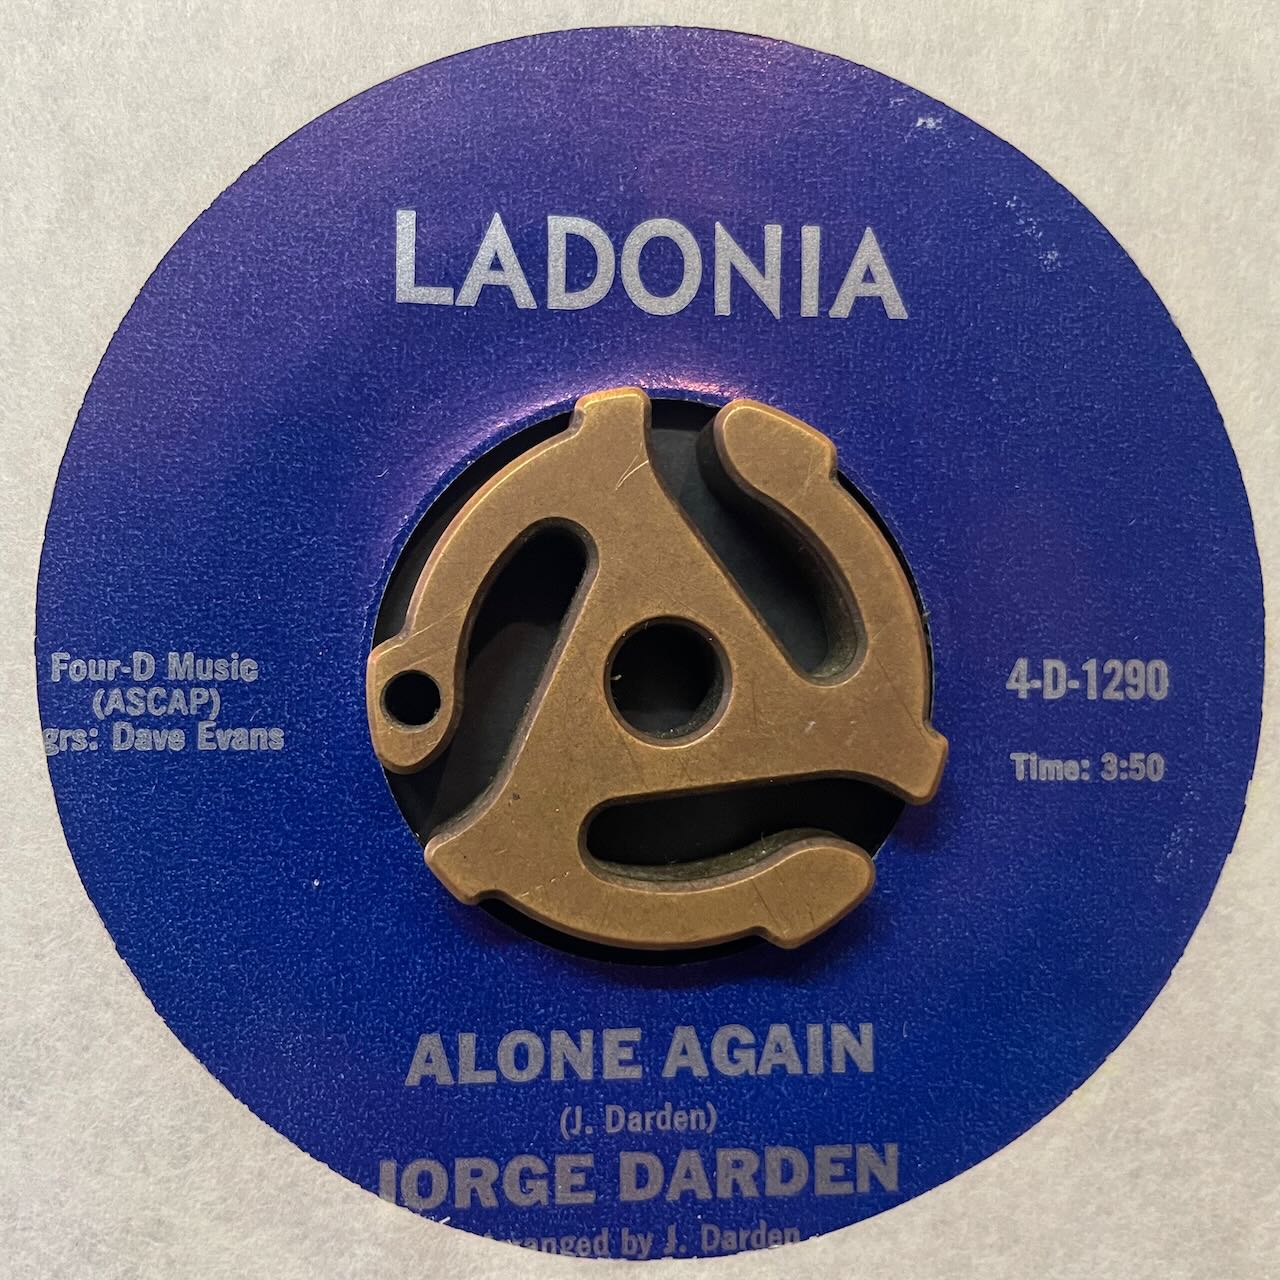 LADONIA
Four-D Music
(ASCAP)
grs: Dave Evans
4-D-1290
Time: 3:50
ALONE AGAIN
(J. Darden)
JORGE DARDEN
ranged by J. Darden